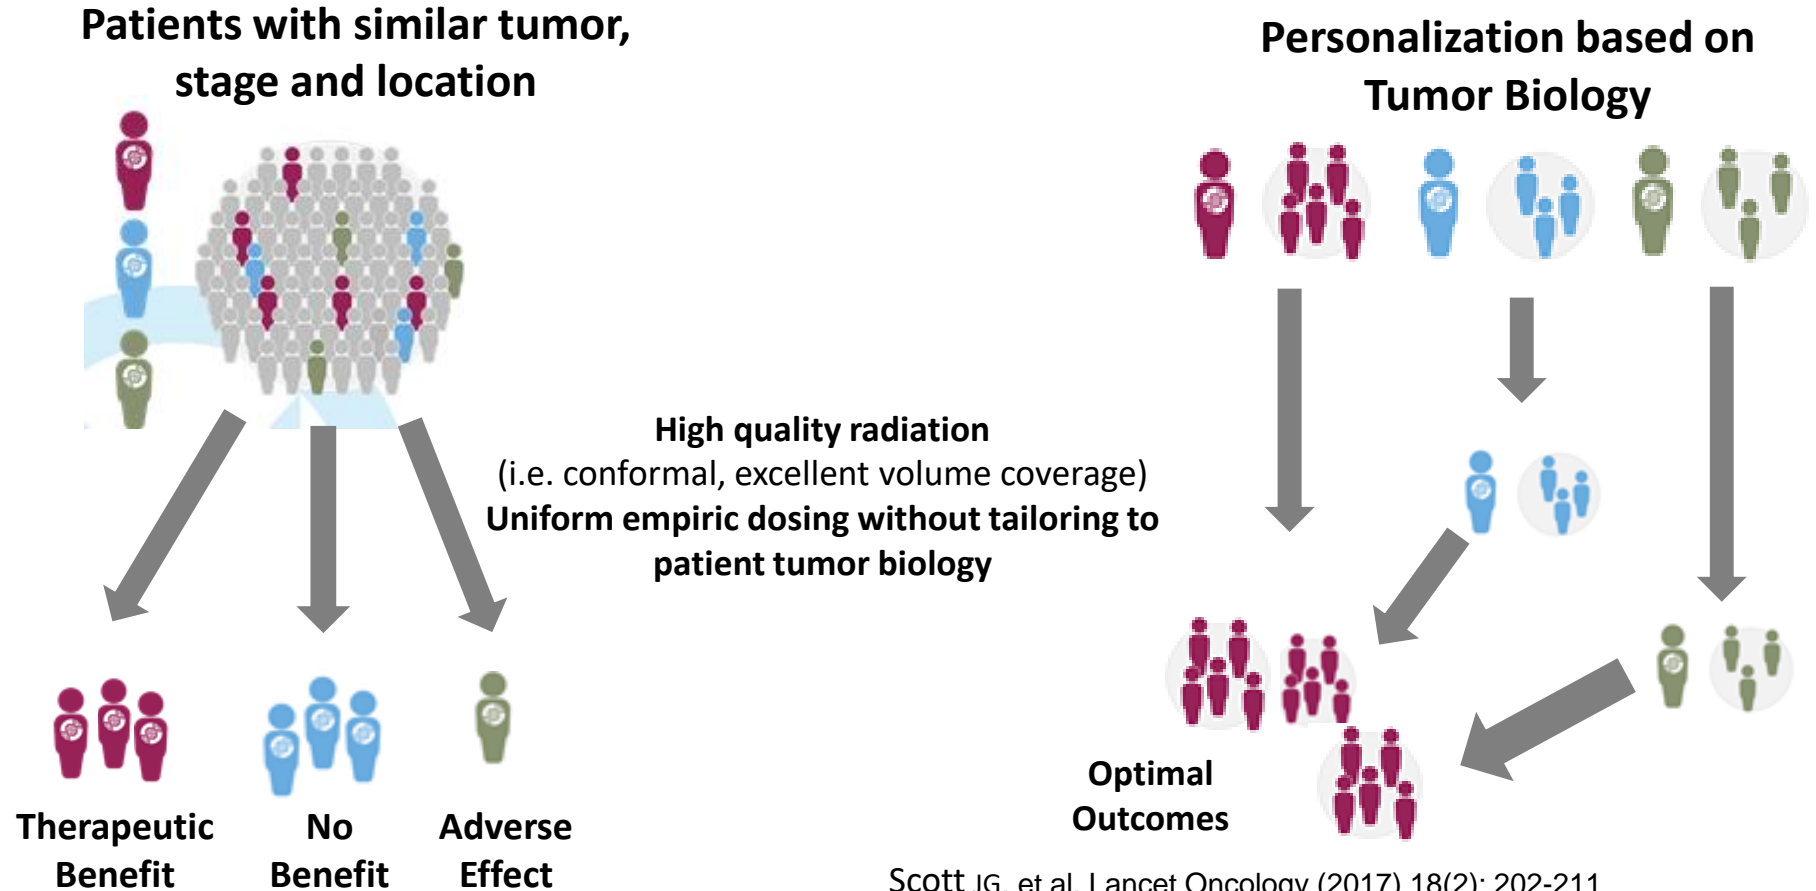 Patients with similar tumor,
stage and location
Personalization based on
Tumor Biology
High quality radiation
(i.e. conformal, excellent volume coverage)
Uniform empiric dosing without tailoring to
patient tumor biology
Therapeutic
Benefit
No
Benefit
Adverse
Effect
Optimal
Outcomes
Scott JG, et al. Lancet Oncology (2017) 18(2): 202-211